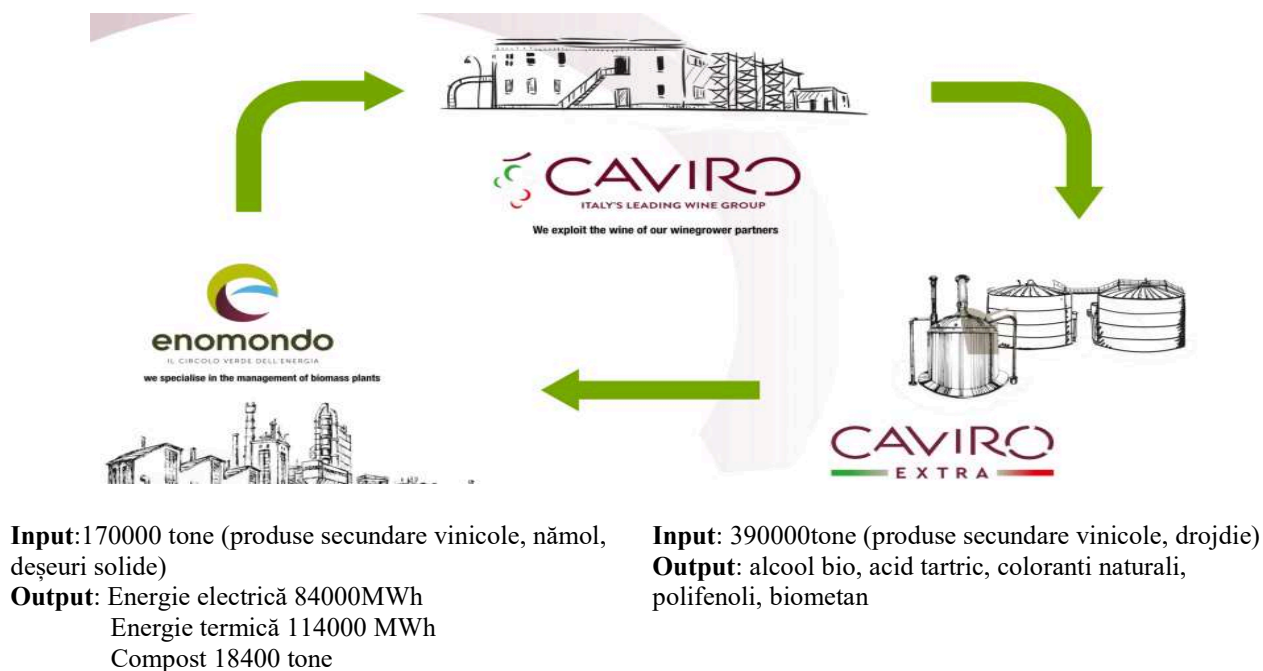 CAVIRO
ITALY'S LEADING WINE GROUP
We exploit the wine of our winegrower partners
enomondo
IL CIRCOLO VERDE DELL'ENERGIA
we specialise in the management of biomass plants
CAVIRO
EXTRA
Input:170000 tone (produse secundare vinicole, nămol,
deșeuri solide)
Output: Energie electrică 84000MWh
Energie termică 114000 MWh
Compost 18400 tone
Input: 390000tone (produse secundare vinicole, drojdie)
Output: alcool bio, acid tartric, coloranti naturali,
polifenoli, biometan